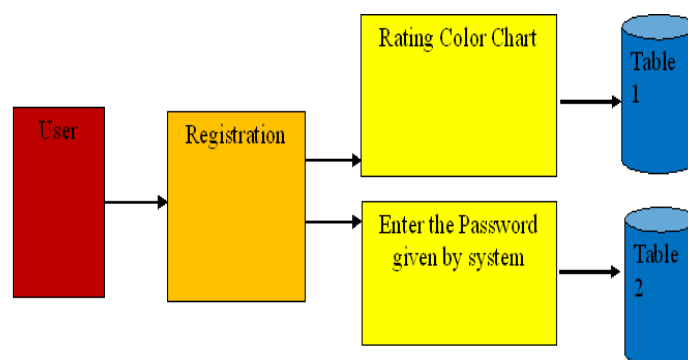 User
Registration
Rating Color Chart
Table
1
Enter the Password
given by system
Table
2